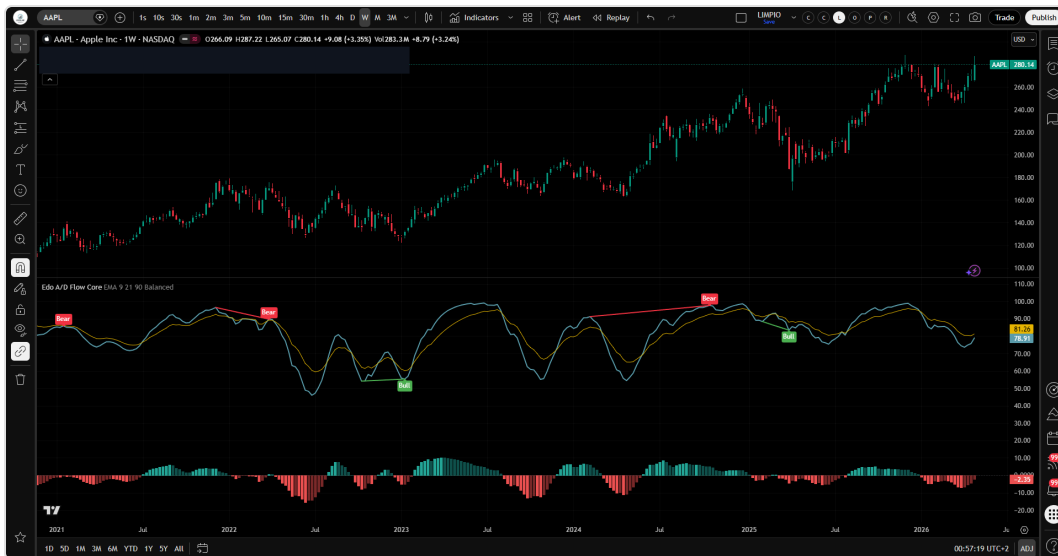 AAPL 1s 10s 30s 1m 2m 3m 5m 10m 15m 30m 1h 4h D W M 3M Indicators Alert Replay LIMPIO Save C C L O P R Trade Publish
AAPL · Apple Inc · 1W · NASDAQ O266.09 H287.22 L265.07 C280.14 +9.08 (+3.35%) Vol283.3M +8.79 (+3.24%)
USD
AAPL 280.14
260.00
240.00
220.00
200.00
180.00
160.00
140.00
120.00
100.00
Edo A/D Flow Core EMA 9 21 90 Balanced
110.00
100.00
Bear
Bear
Bear
90.00
81.26
78.91
Bull
70.00
60.00
Bull
50.00
40.00
30.00
20.00
10.00
0.0000
-2.35
-10.00
-20.00
99
99
2021 Jul 2022 Jul 2023 Jul 2024 Jul 2025 Jul 2026
1D 5D 1M 3M 6M YTD 1Y 5Y All 00:57:19 UTC+2 ADJ